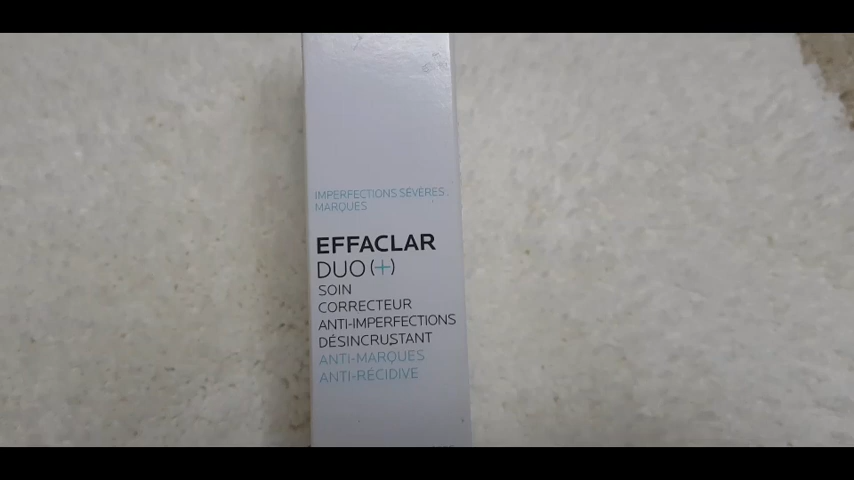 IMPERFECTIONS SÉVÈRES
MARQUES
EFFACLAR
DUO (+)
SOIN
CORRECTEUR
ANTI-IMPERFECTIONS
DÉSINCRUSTANT
ANTI-MARQUES
ANTI-RÉCIDIVE